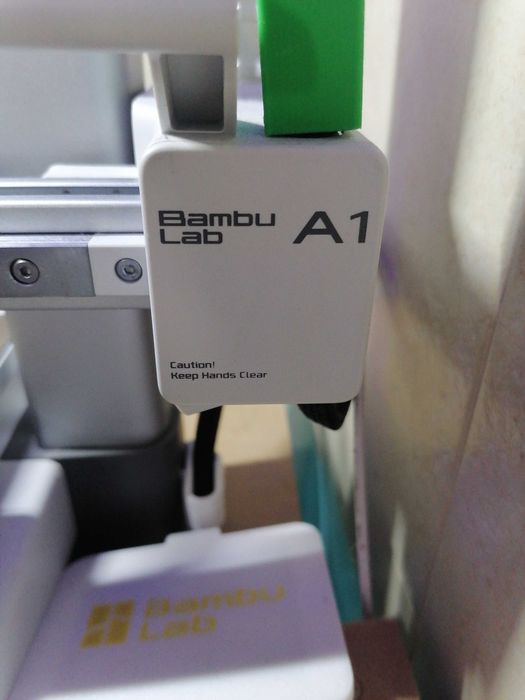 Bambu
Lab
A1
Caution!
Keep Hands Clear
Bambu
Lab